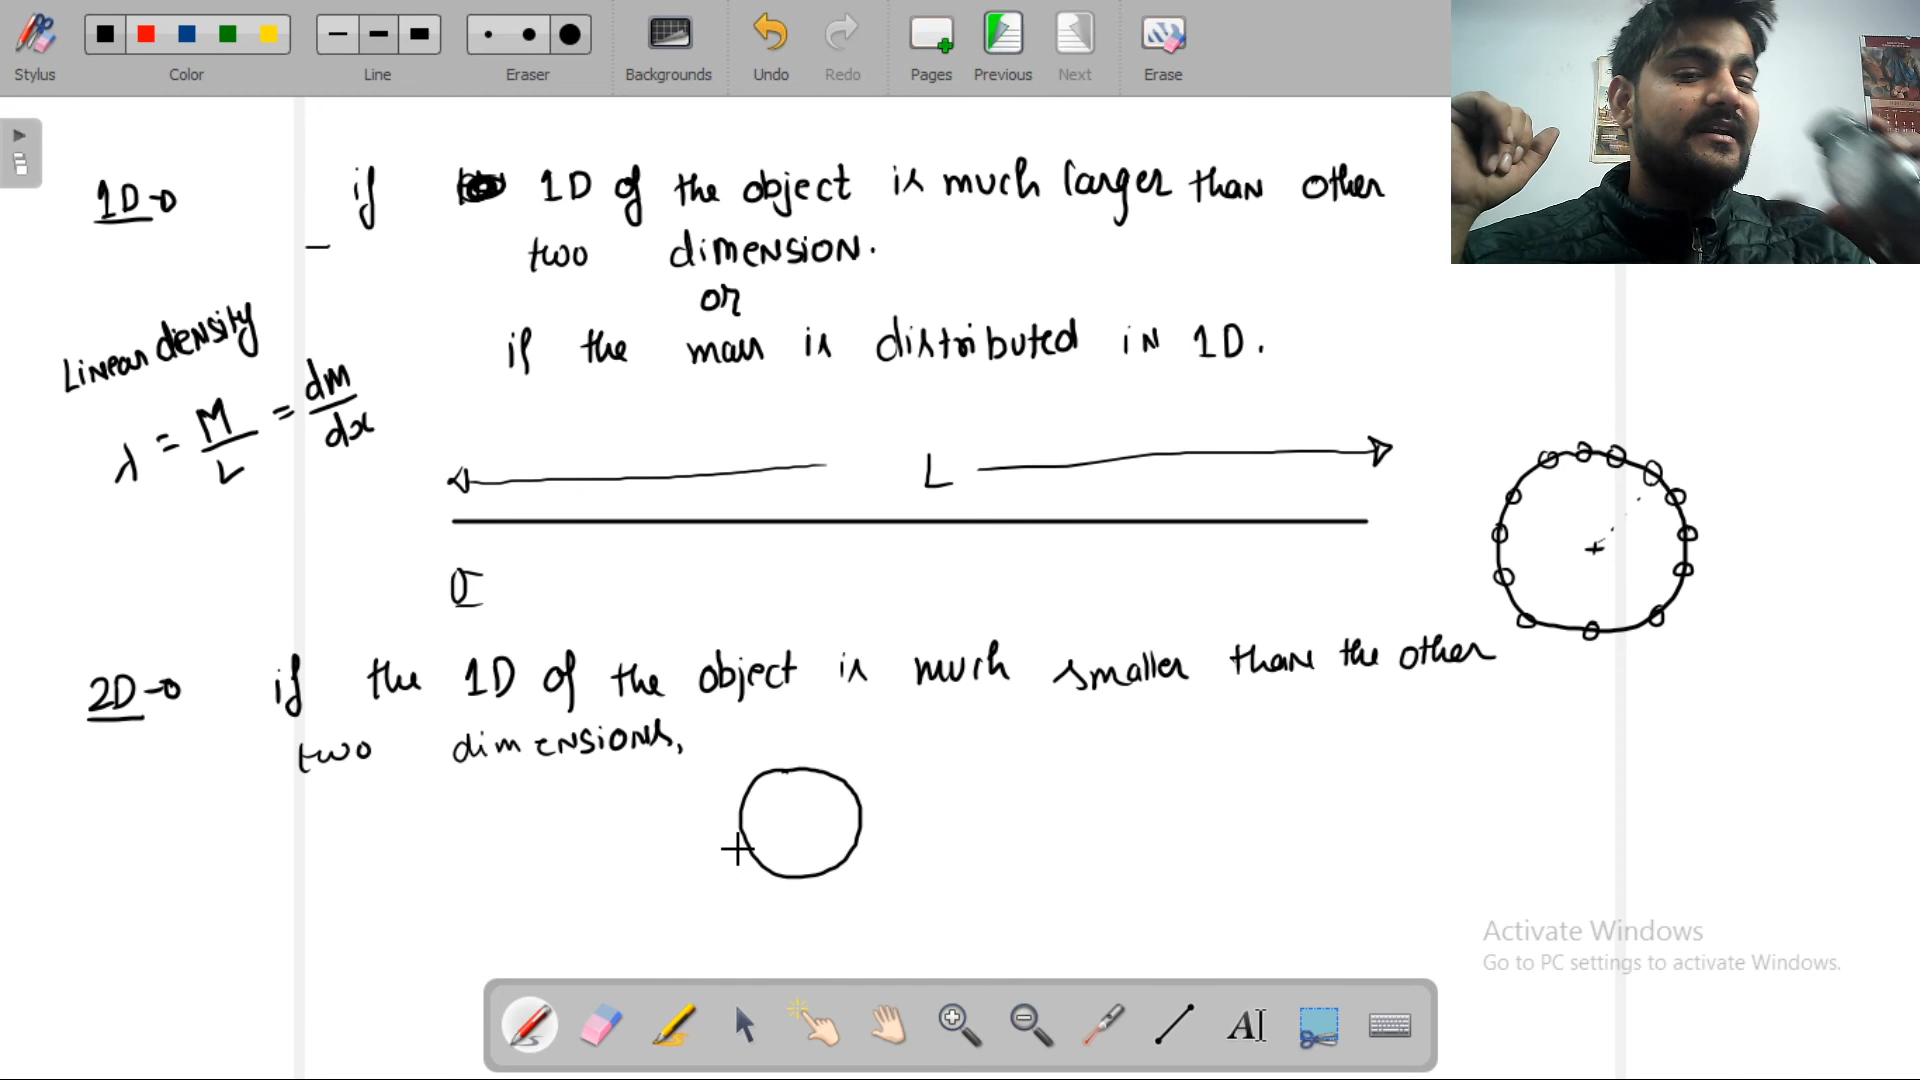 Stylus
Color
Line
Eraser
Backgrounds
Undo
Redo
Pages
Previous
Next
Erase
1D→ if 1D of the object is much larger than other
two dimension.
or
if the mass is distributed in 1D.
Linear density
λ = M/L = dm/dx
L
2D→ if the 1D of the object is much smaller than the other
two dimensions,
Activate Windows
Go to PC settings to activate Windows.